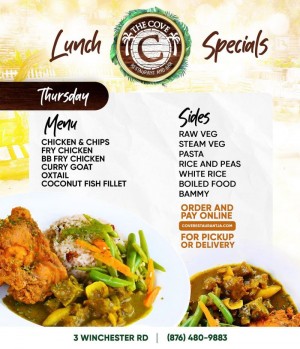 Lunch Specials
THE COVE
C
RESTAURANT AND BAR
Thursday
Menu
CHICKEN & CHIPS
FRY CHICKEN
BB FRY CHICKEN
CURRY GOAT
OXTAIL
COCONUT FISH FILLET
Sides
RAW VEG
STEAM VEG
PASTA
RICE AND PEAS
WHITE RICE
BOILED FOOD
BAMMY
ORDER AND
PAY ONLINE
COVERESTAURANTJA.COM
FOR PICKUP
OR DELIVERY
3 WINCHESTER RD | (876) 480-9883